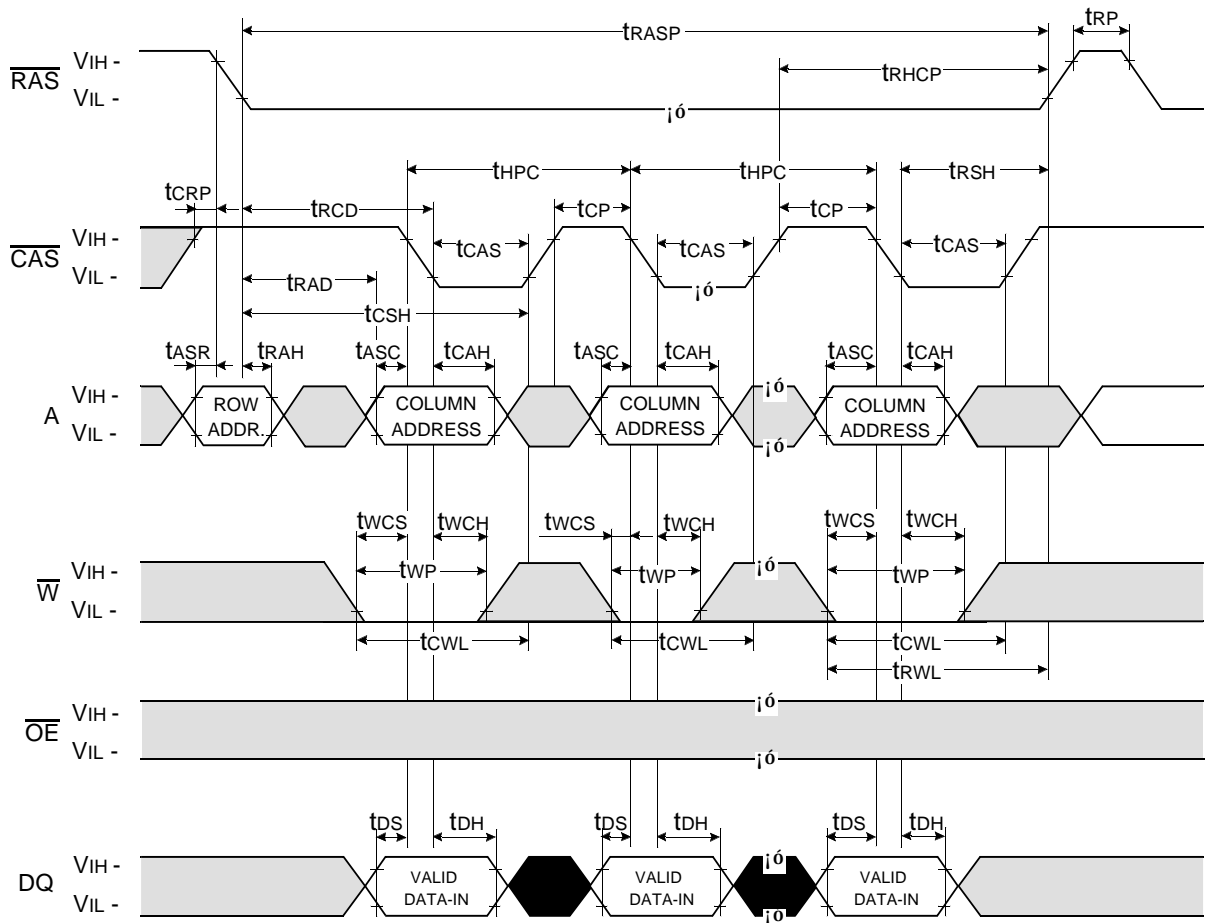 tRASP tRP
RAS VIH - VIL -
tRHCP
¡ó
tHPC tHPC tRSH
tCRP tRCD tCP tCP
CAS VIH - VIL -
tCAS tCAS tCAS
tRAD ¡ó
tCSH
tASR tRAH tASC tCAH tASC tCAH tASC tCAH
A VIH - VIL -
ROW ADDR.
COLUMN ADDRESS
COLUMN ADDRESS
¡ó
¡ó
COLUMN ADDRESS
tWCS tWCH tWCS tWCH tWCS tWCH
W VIH - VIL -
tWP tWP ¡ó tWP
tCWL tCWL tCWL
tRWL
OE VIH - VIL -
¡ó
¡ó
tDS tDH tDS tDH tDS tDH
DQ VIH - VIL -
VALID DATA-IN
VALID DATA-IN
¡ó
¡ó
VALID DATA-IN